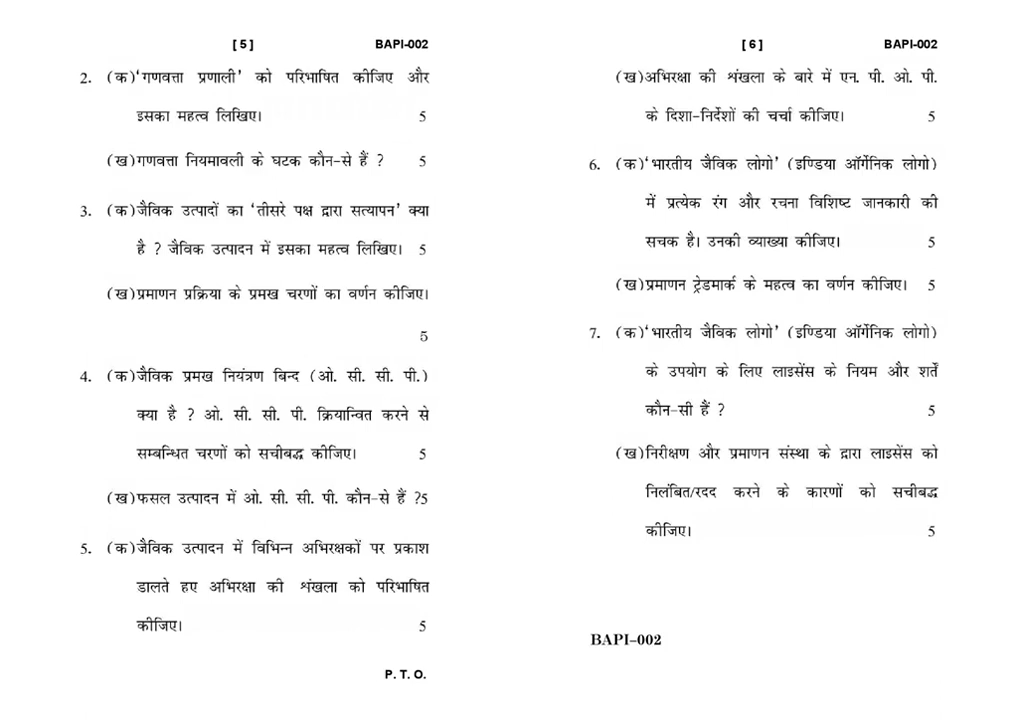 [ 5 ] BAPI-002
2. (क) 'गणवत्ता प्रणाली' को परिभाषित कीजिए और
इसका महत्व लिखिए। 5
(ख) गणवत्ता नियमावली के घटक कौन-से हैं ? 5
3. (क) जैविक उत्पादों का 'तीसरे पक्ष द्वारा सत्यापन' क्या
है ? जैविक उत्पादन में इसका महत्व लिखिए। 5
(ख) प्रमाणन प्रक्रिया के प्रमख चरणों का वर्णन कीजिए।
5
4. (क) जैविक प्रमख नियंत्रण बिन्द (ओ. सी. सी. पी.)
क्या है ? ओ. सी. सी. पी. क्रियान्वित करने से
सम्बन्धित चरणों को सचीबद्ध कीजिए। 5
(ख) फसल उत्पादन में ओ. सी. सी. पी. कौन-से हैं ?5
5. (क) जैविक उत्पादन में विभिन्न अभिरक्षकों पर प्रकाश
डालते हए अभिरक्षा की शंखला को परिभाषित
कीजिए। 5
P. T. O.
[ 6 ] BAPI-002
(ख) अभिरक्षा की शंखला के बारे में एन. पी. ओ. पी.
के दिशा-निर्देशों की चर्चा कीजिए। 5
6. (क) 'भारतीय जैविक लोगो' (इण्डिया ऑर्गेनिक लोगो)
में प्रत्येक रंग और रचना विशिष्ट जानकारी की
सचक है। उनकी व्याख्या कीजिए। 5
(ख) प्रमाणन ट्रेडमार्क के महत्व का वर्णन कीजिए। 5
7. (क) 'भारतीय जैविक लोगो' (इण्डिया ऑर्गेनिक लोगो)
के उपयोग के लिए लाइसेंस के नियम और शर्तें
कौन-सी हैं ? 5
(ख) निरीक्षण और प्रमाणन संस्था के द्वारा लाइसेंस को
निलंबित/रदद करने के कारणों को सचीबद्ध
कीजिए। 5
BAPI-002